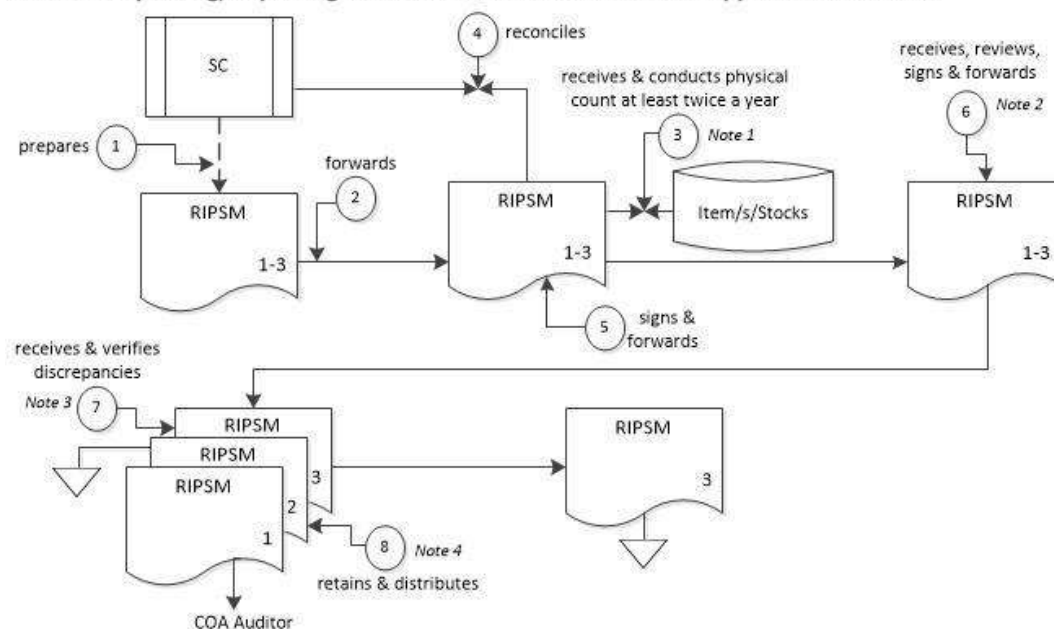 4
reconciles
SC
receives & conducts physical
count at least twice a year
3 Note 1
receives, reviews,
signs & forwards
6 Note 2
prepares 1
forwards
2
RIPSM
1-3
RIPSM
1-3
Item/s/Stocks
RIPSM
1-3
5
signs &
forwards
receives & verifies
discrepancies
Note 3 7
RIPSM
3
RIPSM
2
RIPSM
1
RIPSM
3
8 Note 4
retains & distributes
COA Auditor